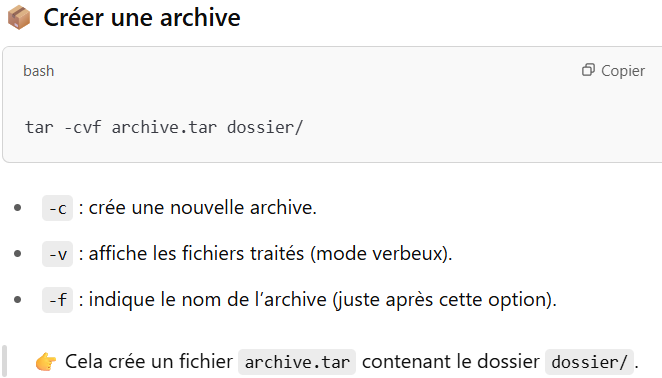 📦 Créer une archive
bash
Copier
tar -cvf archive.tar dossier/
• -c : crée une nouvelle archive.
• -v : affiche les fichiers traités (mode verbeux).
• -f : indique le nom de l’archive (juste après cette option).
👉 Cela crée un fichier archive.tar contenant le dossier dossier/.